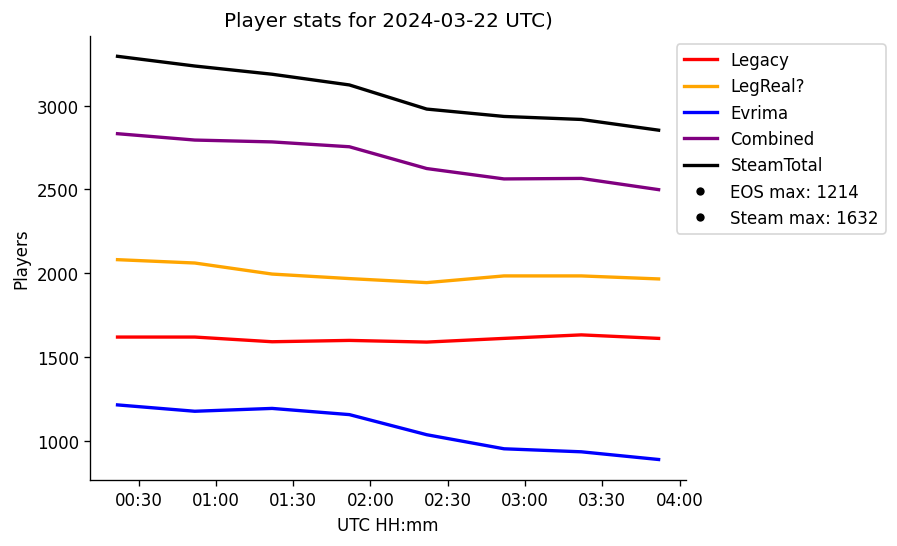 Player stats for 2024-03-22 UTC)
Legacy
LegReal?
Evrima
Combined
SteamTotal
EOS max: 1214
Steam max: 1632
Players
3000
2500
2000
1500
1000
00:30 01:00 01:30 02:00 02:30 03:00 03:30 04:00
UTC HH:mm